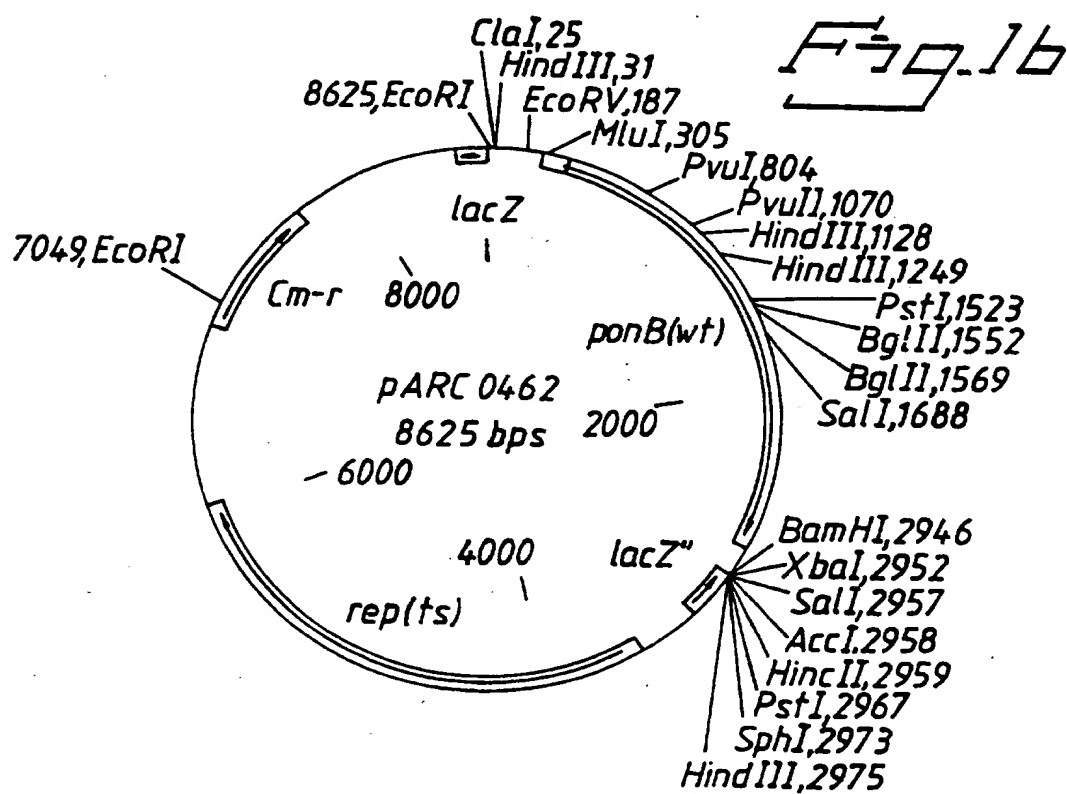 Fig. 1b
ClaI,25
HindIII,31
8625,EcoRI
EcoRV,187
MluI,305
PvuI,804
PvuII,1070
HindIII,1128
HindIII,1249
PstI,1523
BglII,1552
BglII,1569
SalI,1688
7049,EcoRI
lacZ
Cm-r
8000
ponB(wt)
pARC 0462
8625 bps
2000
6000
4000
lacZ"
rep(ts)
BamHI,2946
XbaI,2952
SalI,2957
AccI.2958
HincII,2959
PstI,2967
SphI,2973
HindIII,2975